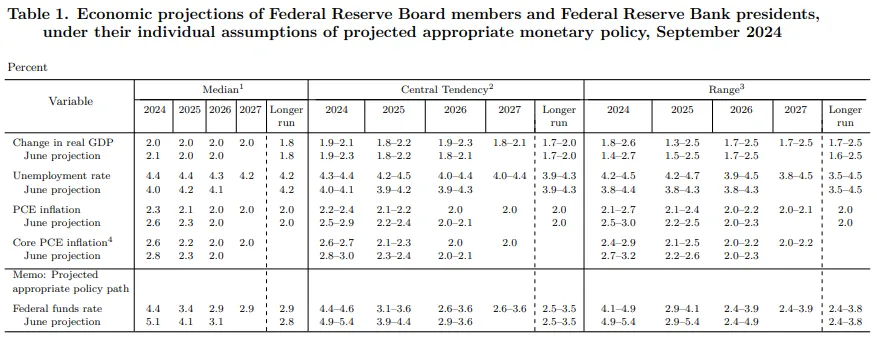 Table 1. Economic projections of Federal Reserve Board members and Federal Reserve Bank presidents,
under their individual assumptions of projected appropriate monetary policy, September 2024
Percent
Variable Median1 Central Tendency2 Range3
2024 2025 2026 2027 Longer run 2024 2025 2026 2027 Longer run 2024 2025 2026 2027 Longer run
Change in real GDP 2.0 2.0 2.0 2.0 1.8 1.9–2.1 1.8–2.2 1.9–2.3 1.8–2.1 1.7–2.0 1.8–2.6 1.3–2.5 1.7–2.5 1.7–2.5 1.7–2.5
June projection 2.1 2.0 2.0 1.8 1.9–2.3 1.8–2.2 1.8–2.1 1.7–2.0 1.4–2.7 1.5–2.5 1.7–2.5 1.6–2.5
Unemployment rate 4.4 4.4 4.3 4.2 4.2 4.3–4.4 4.2–4.5 4.0–4.4 4.0–4.4 3.9–4.3 4.2–4.5 4.2–4.7 3.9–4.5 3.8–4.5 3.5–4.5
June projection 4.0 4.2 4.1 4.2 4.0–4.1 3.9–4.2 3.9–4.3 3.9–4.3 3.8–4.4 3.8–4.3 3.8–4.3 3.5–4.5
PCE inflation 2.3 2.1 2.0 2.0 2.0 2.2–2.4 2.1–2.2 2.0 2.0 2.0 2.1–2.7 2.1–2.4 2.0–2.2 2.0–2.1 2.0
June projection 2.6 2.3 2.0 2.0 2.5–2.9 2.2–2.4 2.0–2.1 2.0 2.5–3.0 2.2–2.5 2.0–2.3 2.0
Core PCE inflation4 2.6 2.2 2.0 2.0 2.6–2.7 2.1–2.3 2.0 2.0 2.4–2.9 2.1–2.5 2.0–2.2 2.0–2.2
June projection 2.8 2.3 2.0 2.8–3.0 2.3–2.4 2.0–2.1 2.7–3.2 2.2–2.6 2.0–2.3
Memo: Projected
appropriate policy path
Federal funds rate 4.4 3.4 2.9 2.9 2.9 4.4–4.6 3.1–3.6 2.6–3.6 2.6–3.6 2.5–3.5 4.1–4.9 2.9–4.1 2.4–3.9 2.4–3.9 2.4–3.8
June projection 5.1 4.1 3.1 2.8 4.9–5.4 3.9–4.4 2.9–3.6 2.5–3.5 4.9–5.4 2.9–5.4 2.4–4.9 2.4–3.8